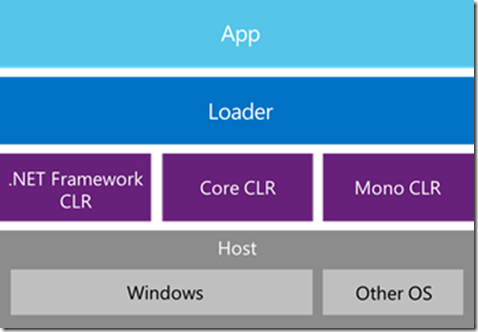 App
Loader
.NET Framework
CLR
Core CLR
Mono CLR
Host
Windows
Other OS